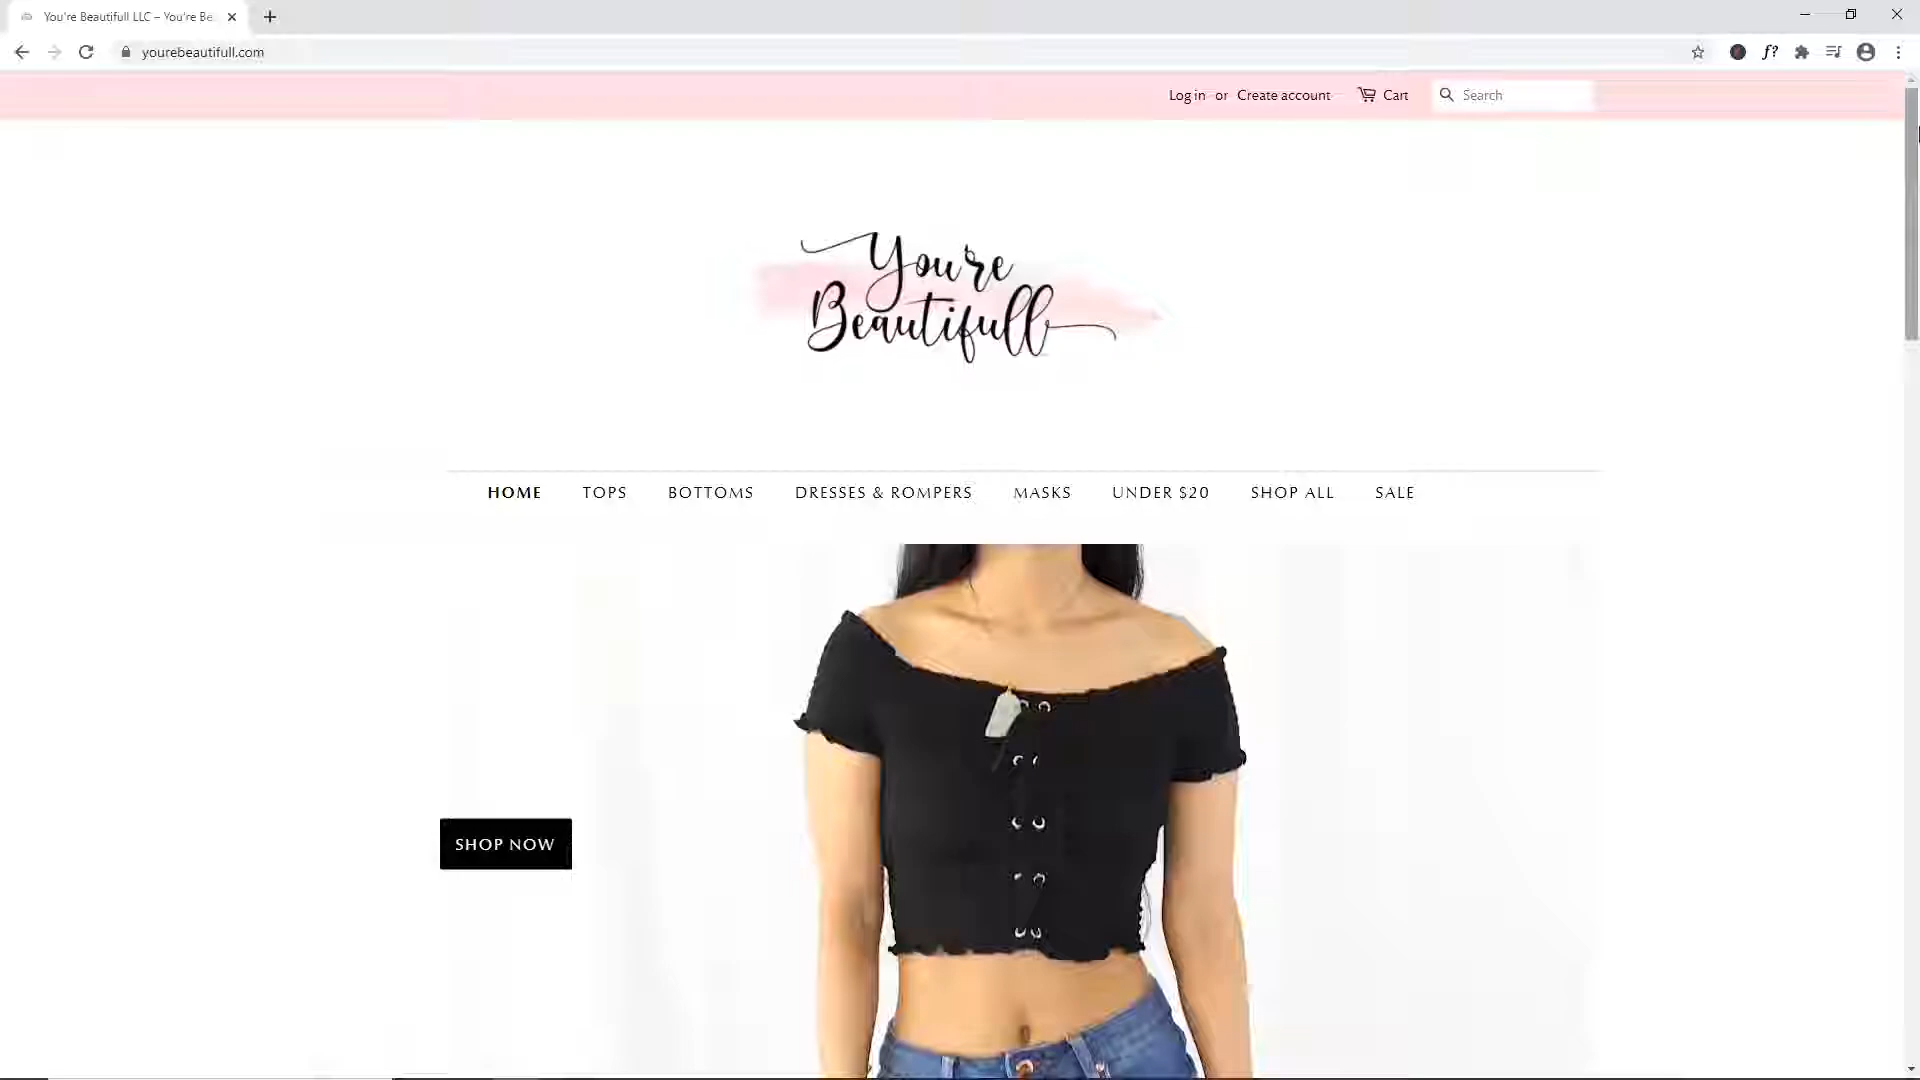 You're Beautifull LLC – You're Be
yourebeautifull.com
f?
Log in or Create account Cart Search
You're
Beautifull
HOME TOPS BOTTOMS DRESSES & ROMPERS MASKS UNDER $20 SHOP ALL SALE
SHOP NOW